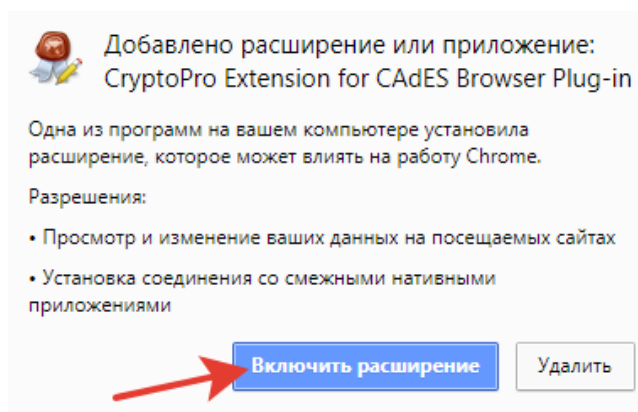 Добавлено расширение или приложение:
CryptoPro Extension for CAdES Browser Plug-in
Одна из программ на вашем компьютере установила
расширение, которое может влиять на работу Chrome.
Разрешения:
• Просмотр и изменение ваших данных на посещаемых сайтах
• Установка соединения со смежными нативными
приложениями
Включить расширение Удалить